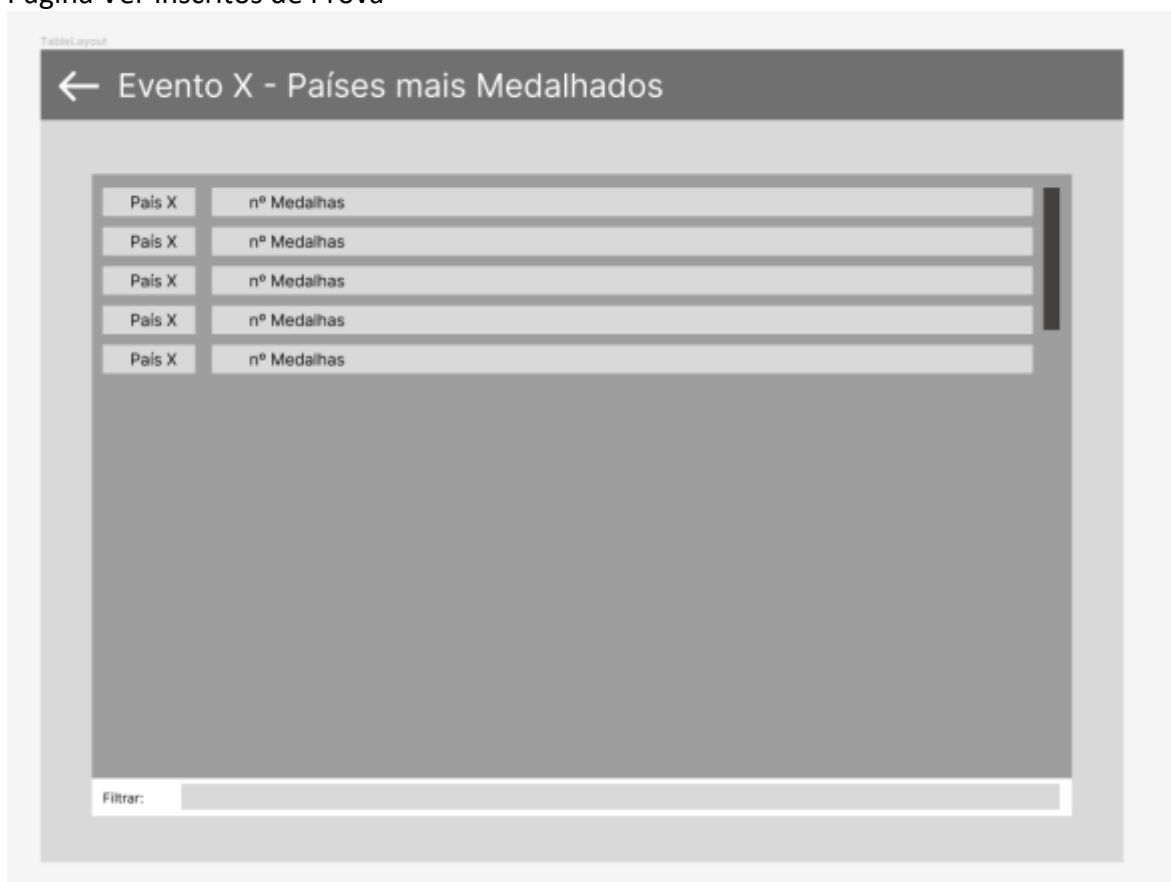 Página Ver Inscritos de Prova
TableLayout
Evento X - Países mais Medalhados
País X nº Medalhas
País X nº Medalhas
País X nº Medalhas
País X nº Medalhas
País X nº Medalhas
Filtrar: